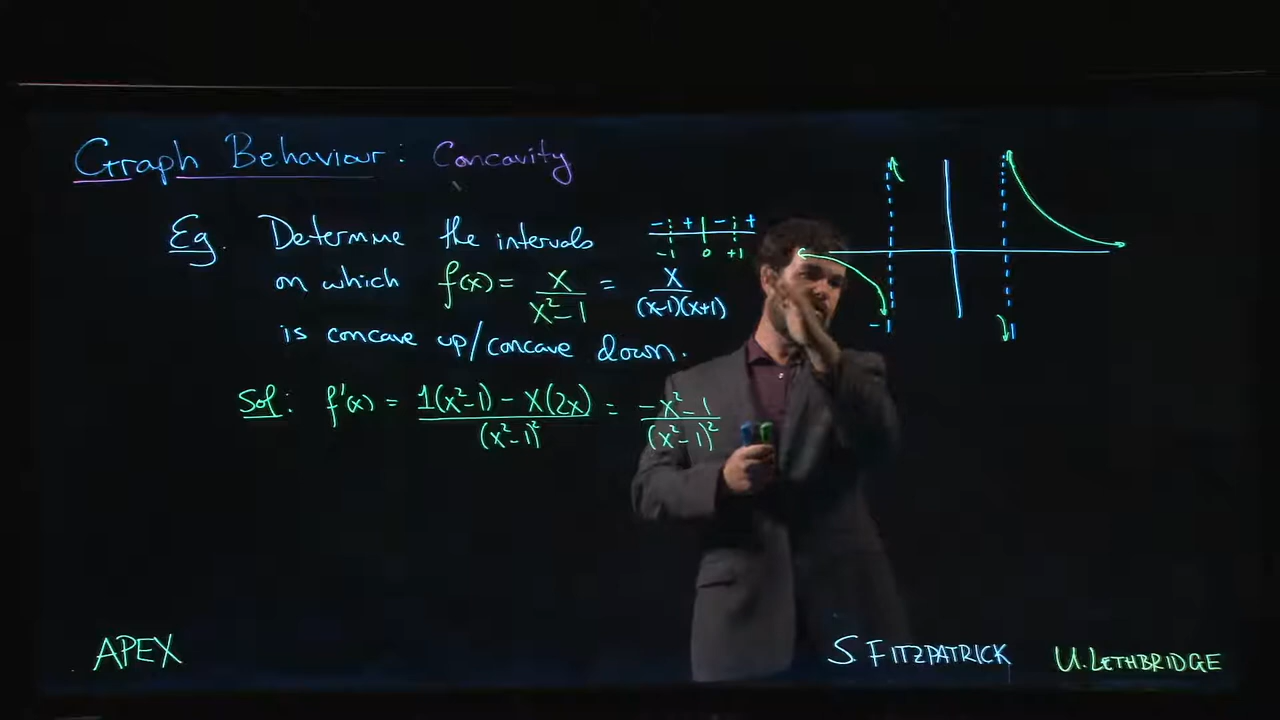 Graph Behaviour: Concavity
Eg. Determine the intervals
on which f(x) = x/(x²-1) = x/((x-1)(x+1))
is concave up/concave down.
- + - +
-1 0 +1
Sol: f'(x) = (1(x²-1) - x(2x))/(x²-1)² = (-x²-1)/(x²-1)²
-1 1
APEX
S. FITZPATRICK U. LETHBRIDGE